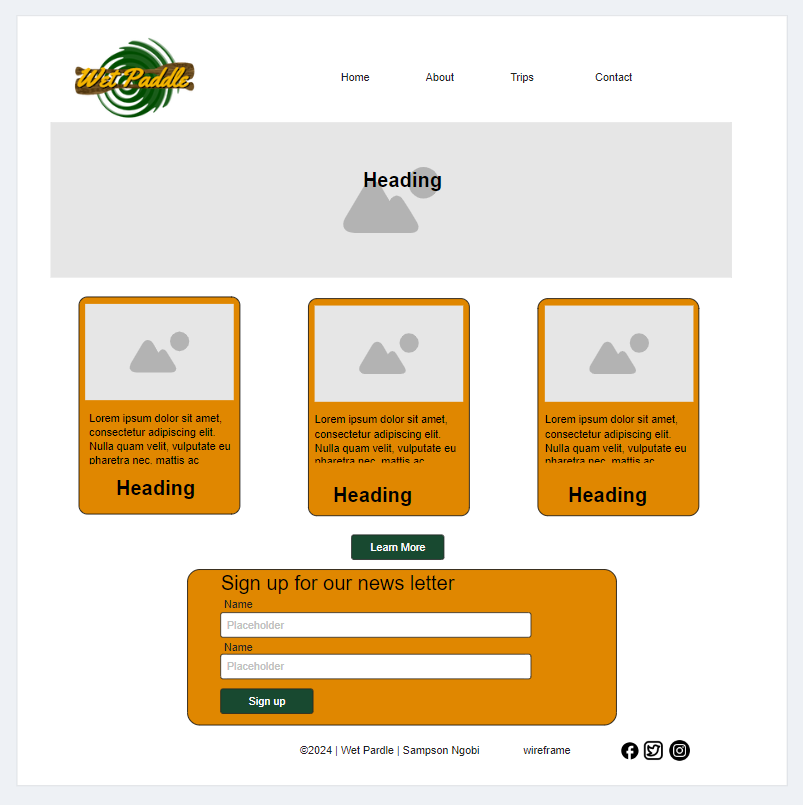 Wet Paddle
Home About Trips Contact
Heading
Lorem ipsum dolor sit amet,
consectetur adipiscing elit.
Nulla quam velit, vulputate eu
pharetra nec, mattis ac
Heading
Lorem ipsum dolor sit amet,
consectetur adipiscing elit.
Nulla quam velit, vulputate eu
pharetra nec, mattis ac
Heading
Lorem ipsum dolor sit amet,
consectetur adipiscing elit.
Nulla quam velit, vulputate eu
pharetra nec, mattis ac
Heading
Learn More
Sign up for our news letter
Name
Placeholder
Name
Placeholder
Sign up
©2024 | Wet Pardle | Sampson Ngobi wireframe